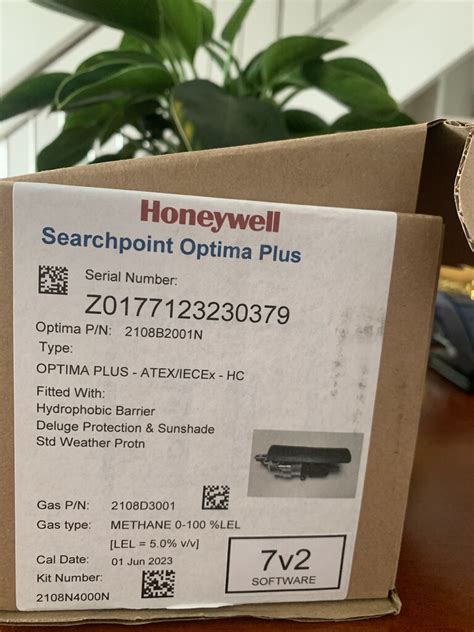 Honeywell
Searchpoint Optima Plus
Serial Number:
Z0177123230379
Optima P/N: 2108B2001N
Type:
OPTIMA PLUS - ATEX/IECEx - HC
Fitted With:
Hydrophobic Barrier
Deluge Protection & Sunshade
Std Weather Protn
Gas P/N: 2108D3001
Gas type: METHANE 0-100 %LEL
[LEL = 5.0% v/v]
Cal Date: 01 Jun 2023
Kit Number:
2108N4000N
7v2
SOFTWARE